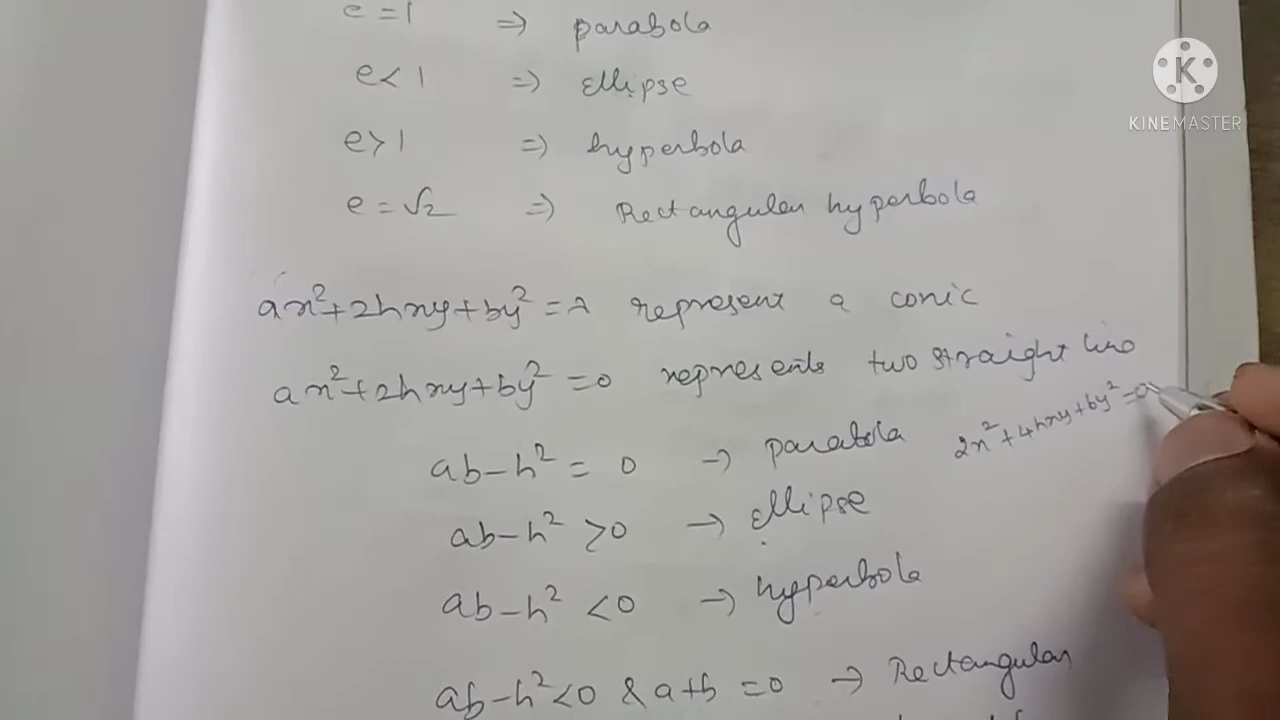 e = 1 ⇒ parabola
e < 1 ⇒ Ellipse
K
KINEMASTER
e > 1 ⇒ hyperbola
e = √2 ⇒ Rectangular hyperbola
ax² + 2hxy + by² = λ represent a conic
ax² + 2hxy + by² = 0 represents two straight line
2x² + 4hxy + by² = 0
ab - h² = 0 → parabola
ab - h² > 0 → Ellipse
ab - h² < 0 → hyperbola
ab - h² < 0 & a + b = 0 → Rectangular